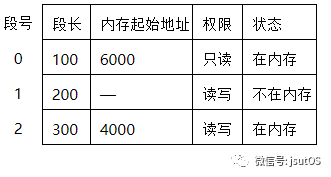 段号 段长 内存起始地址 权限 状态
0 100 6000 只读 在内存
1 200 — 读写 不在内存
2 300 4000 读写 在内存
微信号: jsutOS